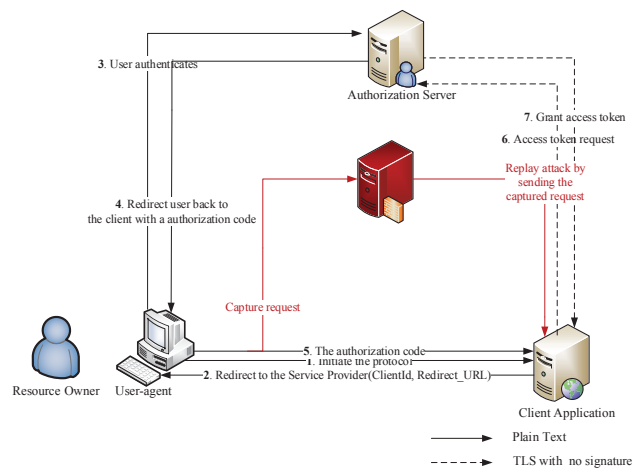 3. User authenticates
Authorization Server
7. Grant access token
6. Access token request
Replay attack by
sending the
captured request
4. Redirect user back to
the client with a authorization code
Capture request
5. The authorization code
1. Initiate the protocol
2. Redirect to the Service Provider(ClientId, Redirect_URL)
Resource Owner
User-agent
Client Application
Plain Text
TLS with no signature